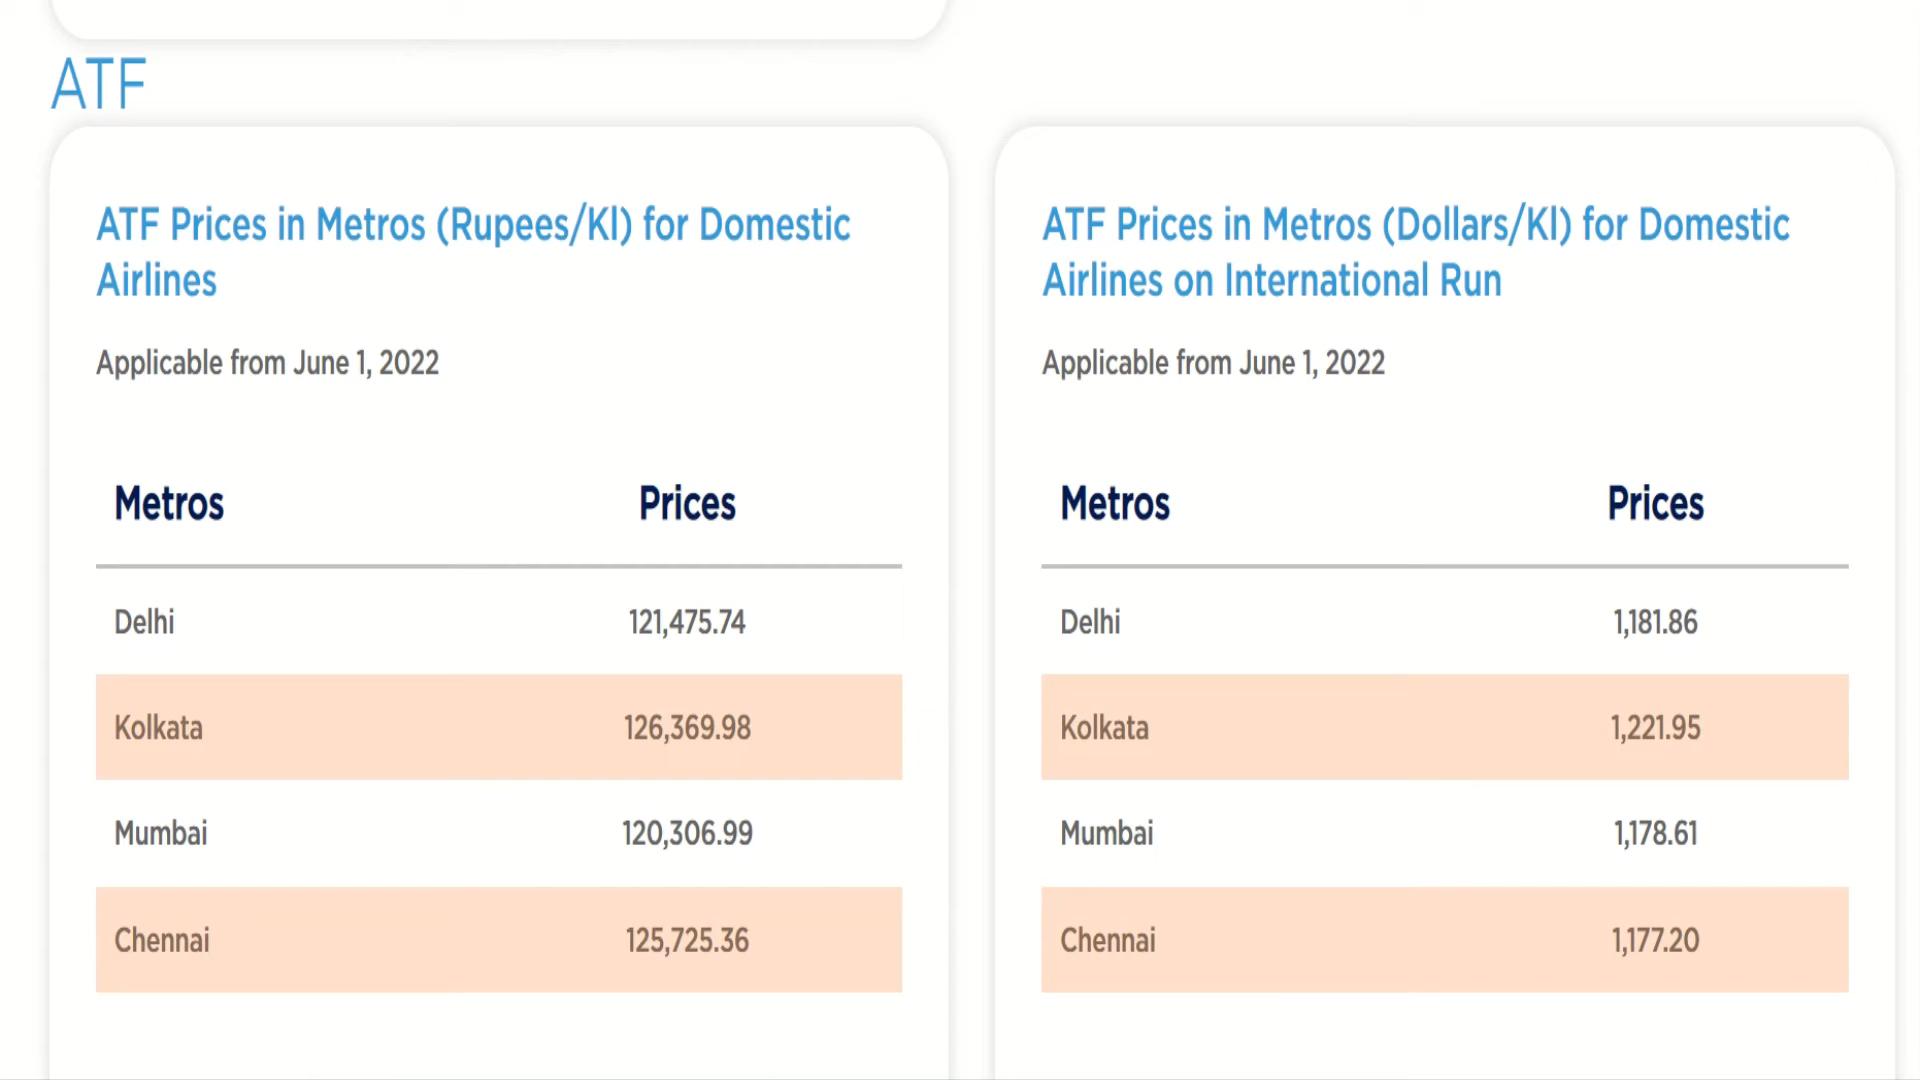 ATF
ATF Prices in Metros (Rupees/Kl) for Domestic
Airlines
Applicable from June 1, 2022
Metros Prices
Delhi 121,475.74
Kolkata 126,369.98
Mumbai 120,306.99
Chennai 125,725.36
ATF Prices in Metros (Dollars/Kl) for Domestic
Airlines on International Run
Applicable from June 1, 2022
Metros Prices
Delhi 1,181.86
Kolkata 1,221.95
Mumbai 1,178.61
Chennai 1,177.20